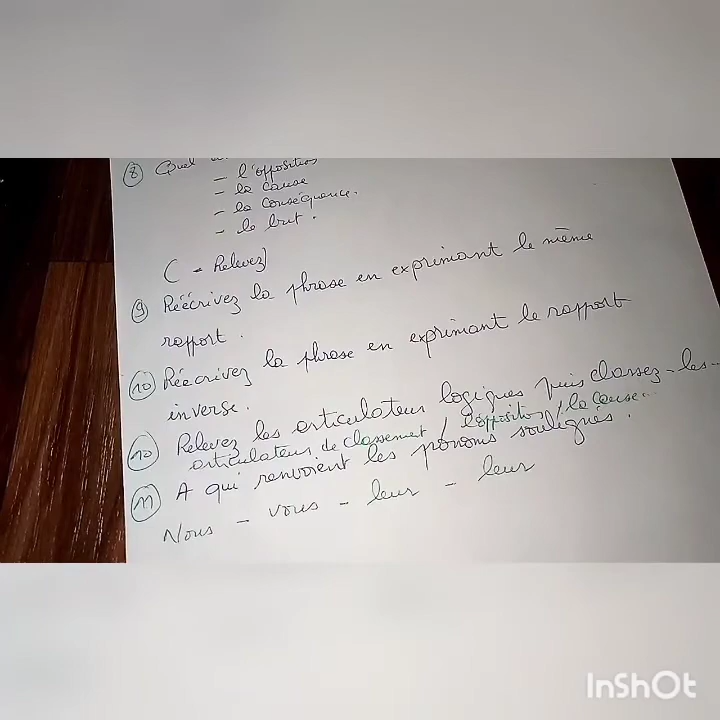 8 Quel
- l'opposition
- la cause
- la conséquence.
- le but.
( - Relevez)
9 Réécrivez la phrase en exprimant le même
rapport.
10 Réecrivez la phrase en exprimant le rapport
inverse.
10 Relevez les articulateurs logiques puis classez-les-
articulateurs de classement / l'opposition / la cause...
11 A qui renvoient les pronoms soulignés.
Nous - vous - leur - leur
InShOt